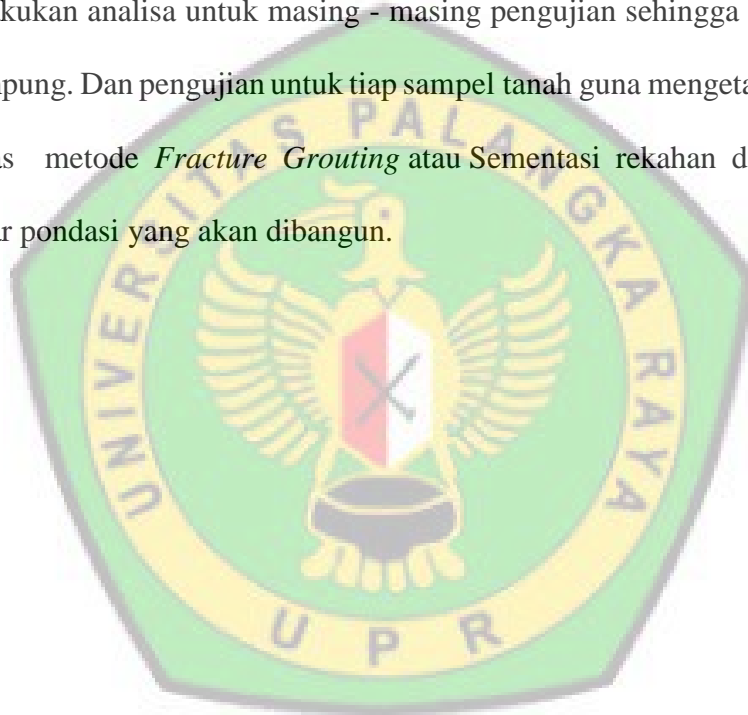 kukan analisa untuk masing - masing pengujian sehingga
pung. Dan pengujian untuk tiap sampel tanah guna mengeta
as metode Fracture Grouting atau Sementasi rekahan d
r pondasi yang akan dibangun.
UNIVERSITAS PALANGKA RAYA
UPR